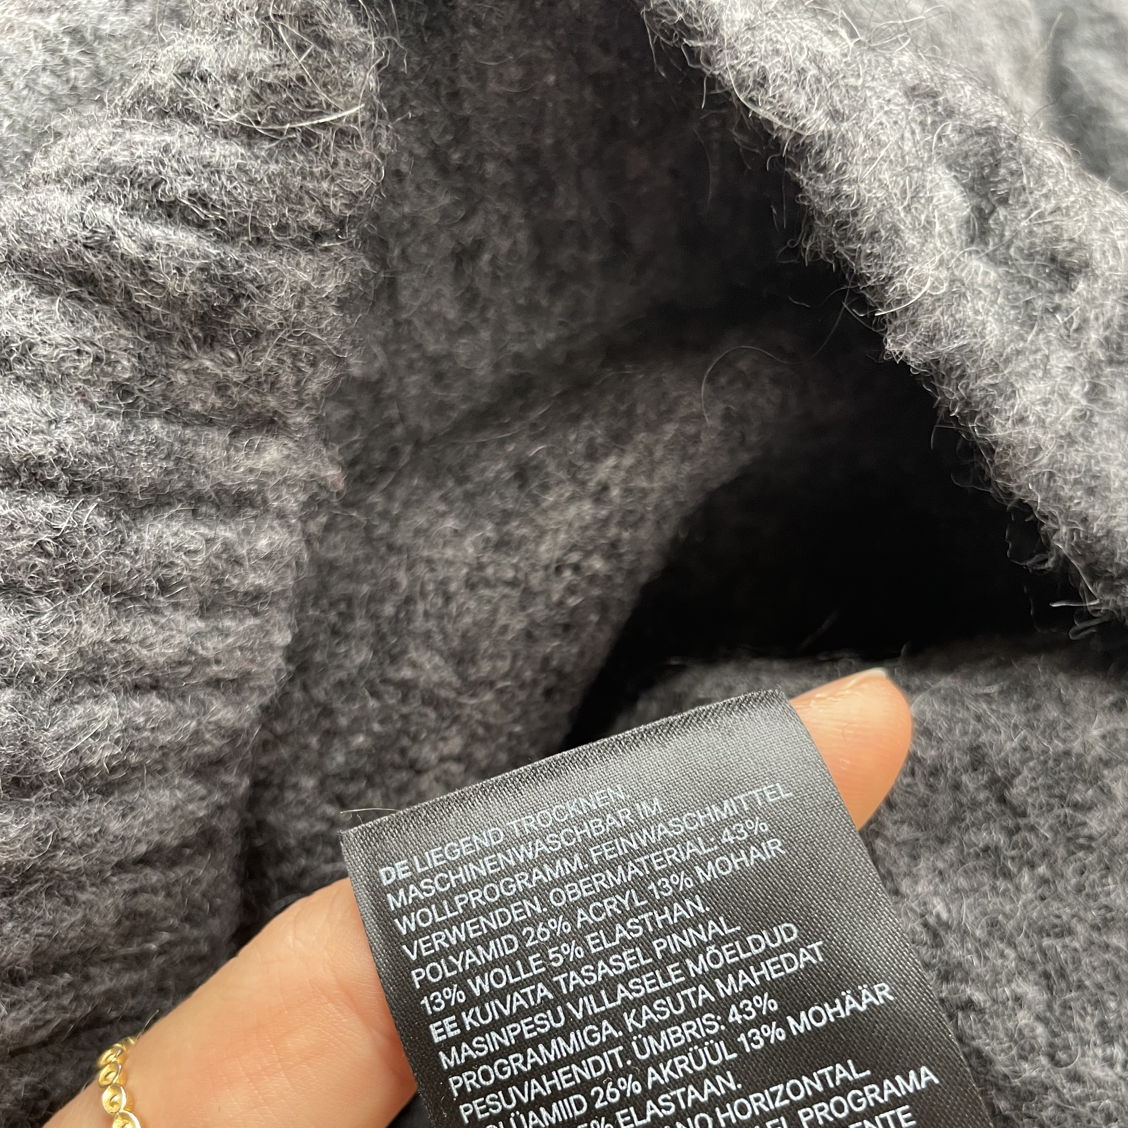 DE LIEGEND TROCKNEN.
MASCHINENWASCHBAR IM
WOLLPROGRAMM. FEINWASCHMITTEL
VERWENDEN. OBERMATERIAL: 43%
POLYAMID 26% ACRYL 13% MOHAIR
13% WOLLE 5% ELASTHAN.
EE KUIVATA TASASEL PINNAL
MASINPESU VILLASELE MÕELDUD
PROGRAMMIGA. KASUTA MAHEDAT
PESUVAHENDIT. ÜMBRIS: 43%
26% AKRÜÜL 13% MOHÄÄR
5% ELASTAAN.
HORIZONTAL
PROGRAMA